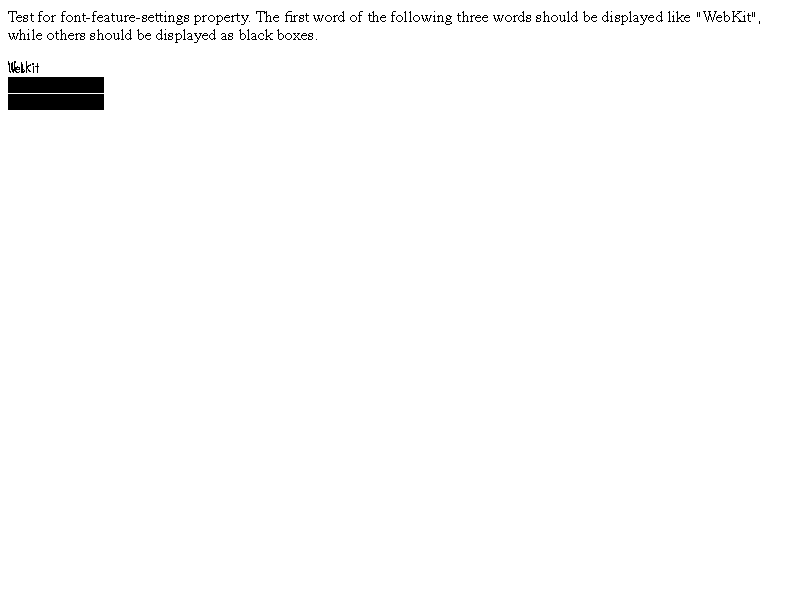 Test for font-feature-settings property. The first word of the following three words should be displayed like "WebKit",
while others should be displayed as black boxes.
WebKit